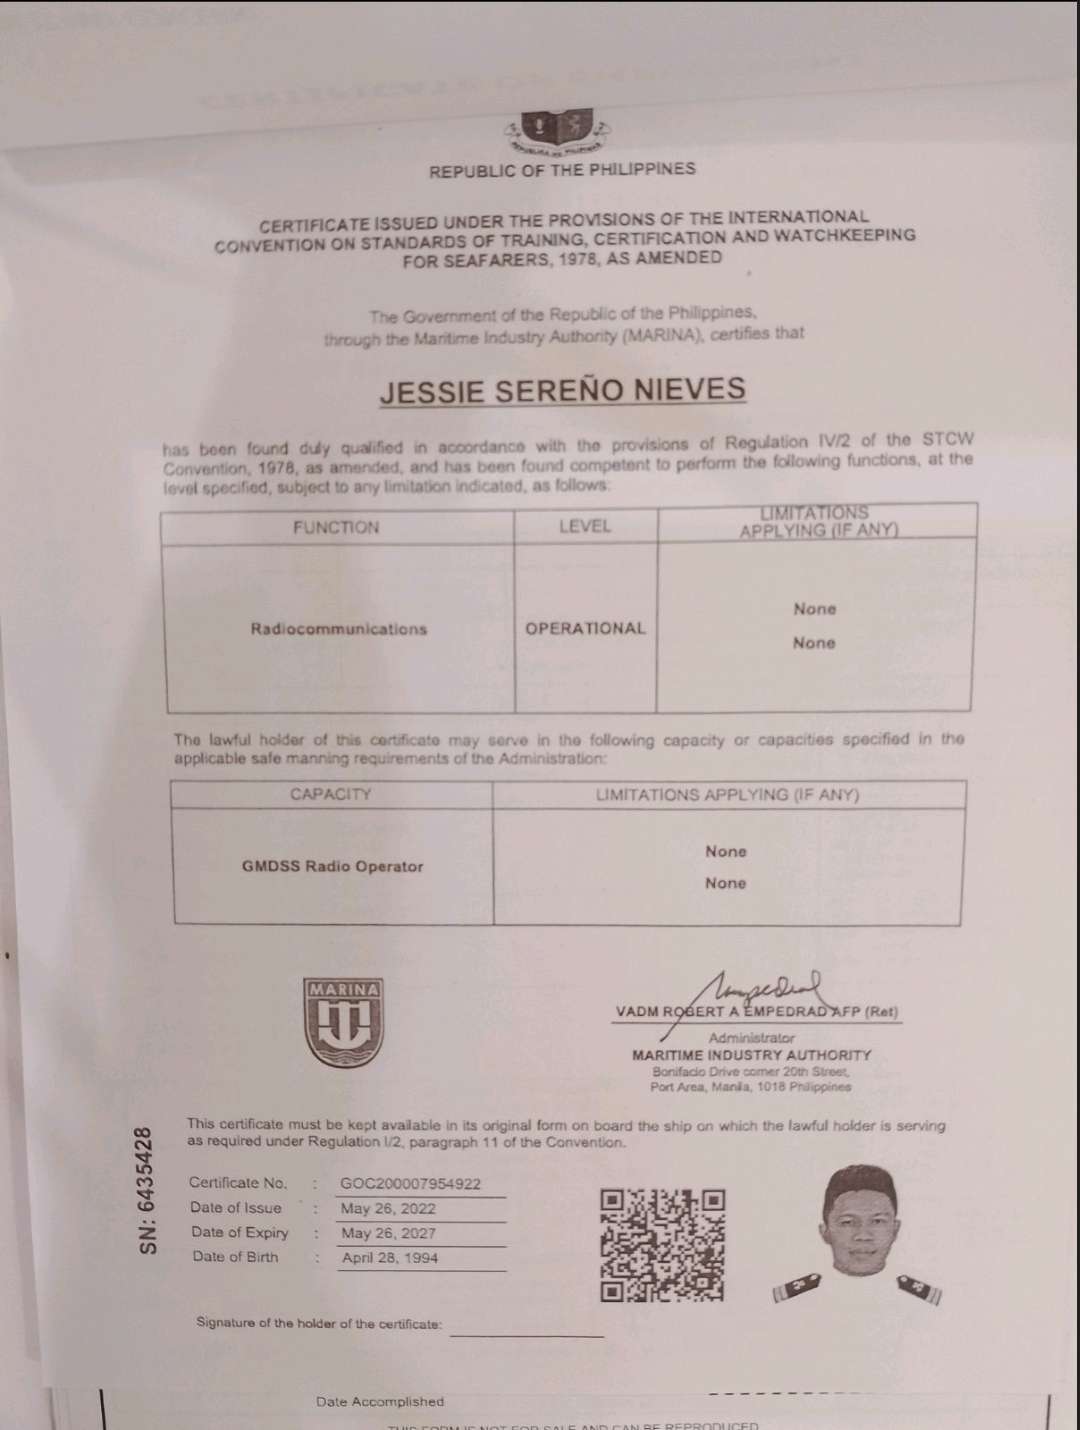 REPUBLIC OF THE PHILIPPINES
CERTIFICATE ISSUED UNDER THE PROVISIONS OF THE INTERNATIONAL
CONVENTION ON STANDARDS OF TRAINING, CERTIFICATION AND WATCHKEEPING
FOR SEAFARERS, 1978, AS AMENDED
The Government of the Republic of the Philippines,
through the Maritime Industry Authority (MARINA), certifies that
JESSIE SEREÑO NIEVES
has been found duly qualified in accordance with the provisions of Regulation IV/2 of the STCW
Convention, 1978, as amended, and has been found competent to perform the following functions, at the
level specified, subject to any limitation indicated, as follows:
FUNCTION LEVEL LIMITATIONS
APPLYING (IF ANY)
None
Radiocommunications OPERATIONAL
None
The lawful holder of this certificate may serve in the following capacity or capacities specified in the
applicable safe manning requirements of the Administration:
CAPACITY LIMITATIONS APPLYING (IF ANY)
None
GMDSS Radio Operator
None
MARINA
VADM ROBERT A EMPEDRAD AFP (Ret)
Administrator
MARITIME INDUSTRY AUTHORITY
Bonifacio Drive corner 20th Street,
Port Area, Manila, 1018 Philippines
This certificate must be kept available in its original form on board the ship on which the lawful holder is serving
as required under Regulation I/2, paragraph 11 of the Convention.
SN: 6435428
Certificate No. : GOC200007954922
Date of Issue : May 26, 2022
Date of Expiry : May 26, 2027
Date of Birth : April 28, 1994
Signature of the holder of the certificate:
Date Accomplished
THIS FORM IS NOT FOR SALE AND CAN BE REPRODUCED